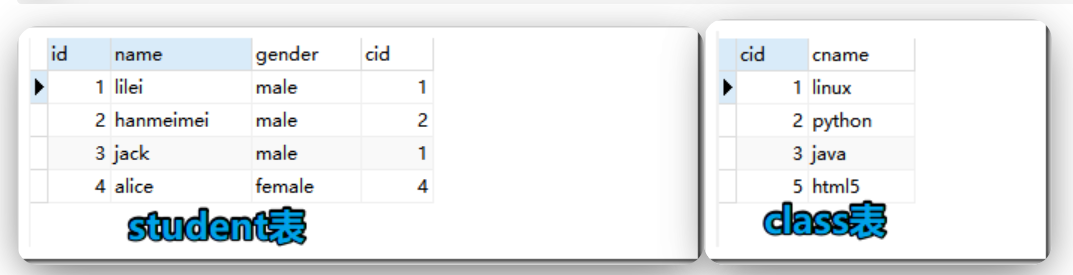 id name gender cid
1 lilei male 1
2 hanmeimei male 2
3 jack male 1
4 alice female 4
student表
cid cname
1 linux
2 python
3 java
5 html5
class表